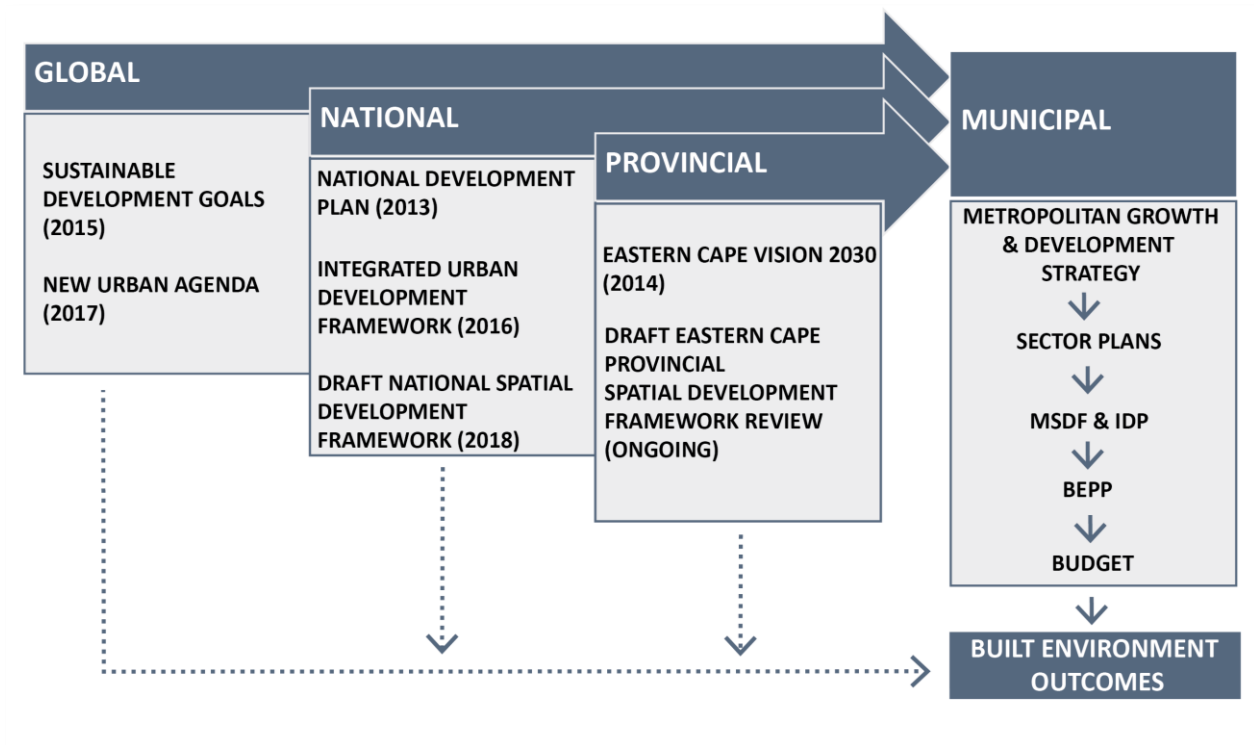 GLOBAL
SUSTAINABLE
DEVELOPMENT GOALS
(2015)
NEW URBAN AGENDA
(2017)
NATIONAL
NATIONAL DEVELOPMENT
PLAN (2013)
INTEGRATED URBAN
DEVELOPMENT
FRAMEWORK (2016)
DRAFT NATIONAL SPATIAL
DEVELOPMENT
FRAMEWORK (2018)
PROVINCIAL
EASTERN CAPE VISION 2030
(2014)
DRAFT EASTERN CAPE
PROVINCIAL
SPATIAL DEVELOPMENT
FRAMEWORK REVIEW
(ONGOING)
MUNICIPAL
METROPOLITAN GROWTH
& DEVELOPMENT
STRATEGY
SECTOR PLANS
MSDF & IDP
BEPP
BUDGET
BUILT ENVIRONMENT
OUTCOMES